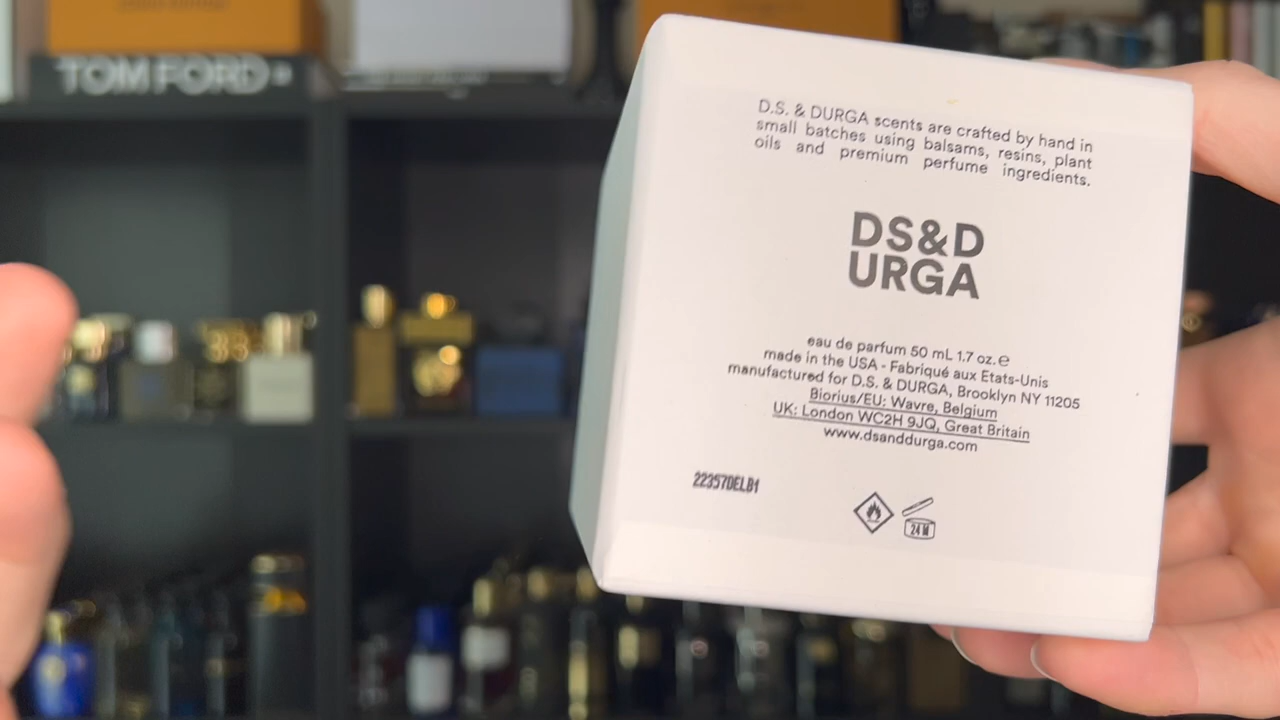 TOM FORD
D.S. & DURGA scents are crafted by hand in
small batches using balsams, resins, plant
oils and premium perfume ingredients.
DS&D
URGA
eau de parfum 50 mL 1.7 oz. ℮
made in the USA - Fabriqué aux Etats-Unis
manufactured for D.S. & DURGA, Brooklyn NY 11205
Biorius/EU: Wavre, Belgium
UK: London WC2H 9JQ, Great Britain
www.dsanddurga.com
22357DELB1
24 M